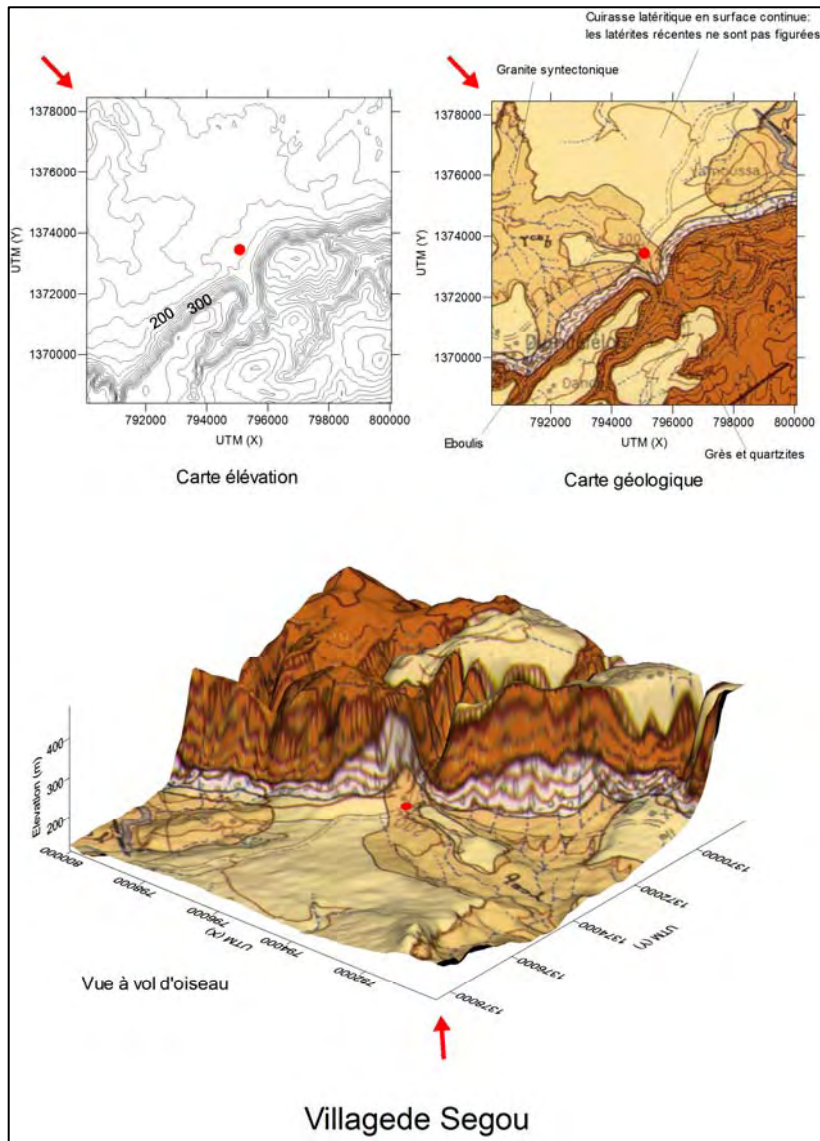 Cuirasse latéritique en surface continue:
les latérites récentes ne sont pas figurées
Granite syntectonique
1378000
1376000
1374000
1372000
1370000
UTM (Y)
200
300
792000 794000 796000 798000 800000
UTM (X)
Carte élévation
1378000
1376000
1375000
1374000
1372000
1370000
UTM (Y)
200
792000 794000 796000 798000 800000
UTM (X)
Eboulis
Grès et quartzites
Carte géologique
400
300
200
Elevation (m)
800000
798000
796000
794000
792000
UTM (X)
1370000
1372000
1374000
1376000
1378000
UTM (Y)
Vue à vol d'oiseau
Villagede Segou